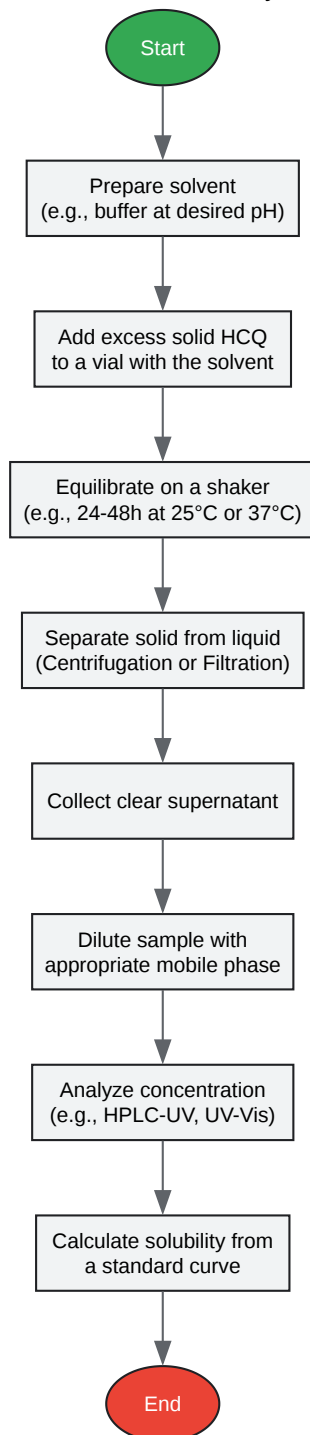 Start
Prepare solvent
(e.g., buffer at desired pH)
Add excess solid HCQ
to a vial with the solvent
Equilibrate on a shaker
(e.g., 24-48h at 25°C or 37°C)
Separate solid from liquid
(Centrifugation or Filtration)
Collect clear supernatant
Dilute sample with
appropriate mobile phase
Analyze concentration
(e.g., HPLC-UV, UV-Vis)
Calculate solubility from
a standard curve
End